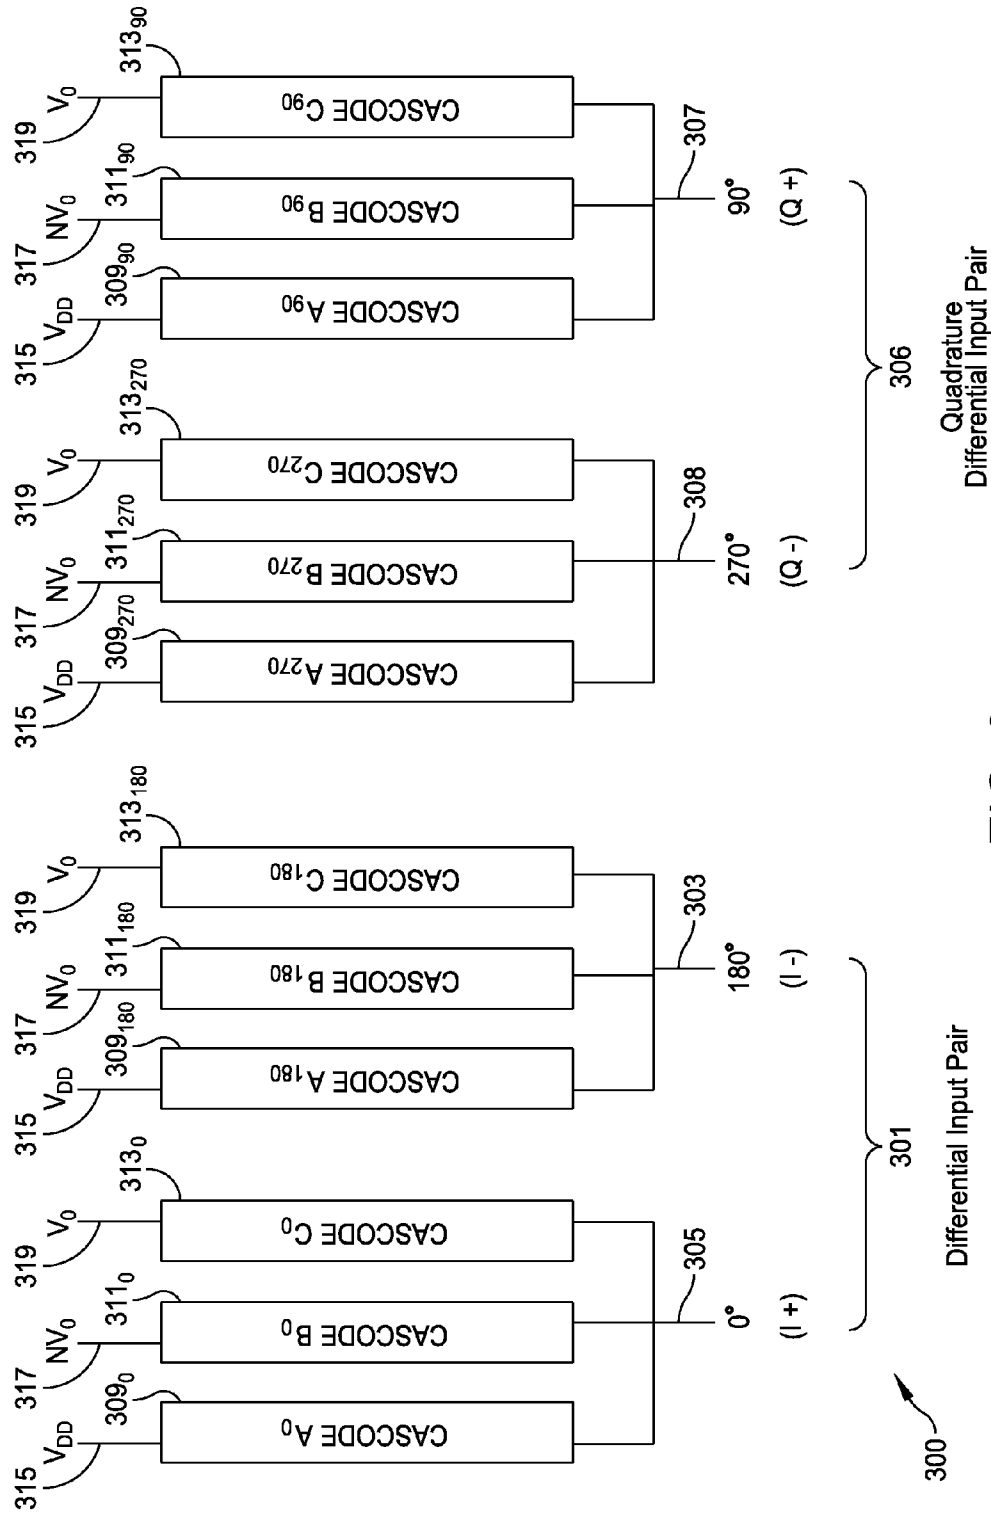 315 V_DD 317 NV_0 319 V_0 315 V_DD 317 NV_0 319 V_0 315 V_DD 317 NV_0 319 V_0 315 V_DD 317 NV_0 319 V_0
309_0 311_0 313_0 309_180 311_180 313_180 309_270 311_270 313_270 309_90 311_90 313_90
CASCODE A_0
CASCODE B_0
CASCODE C_0
CASCODE A_180
CASCODE B_180
CASCODE C_180
CASCODE A_270
CASCODE B_270
CASCODE C_270
CASCODE A_90
CASCODE B_90
CASCODE C_90
305 303 308 307
0° 180° 270° 90°
(I +) (I -) (Q -) (Q +)
301 306
300
Differential Input Pair
Quadrature
Differential Input Pair